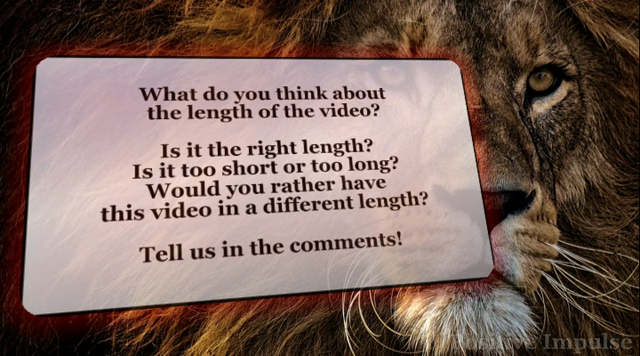 What do you think about
the length of the video?
Is it the right length?
Is it too short or too long?
Would you rather have
this video in a different length?
Tell us in the comments!
Positive Impulse